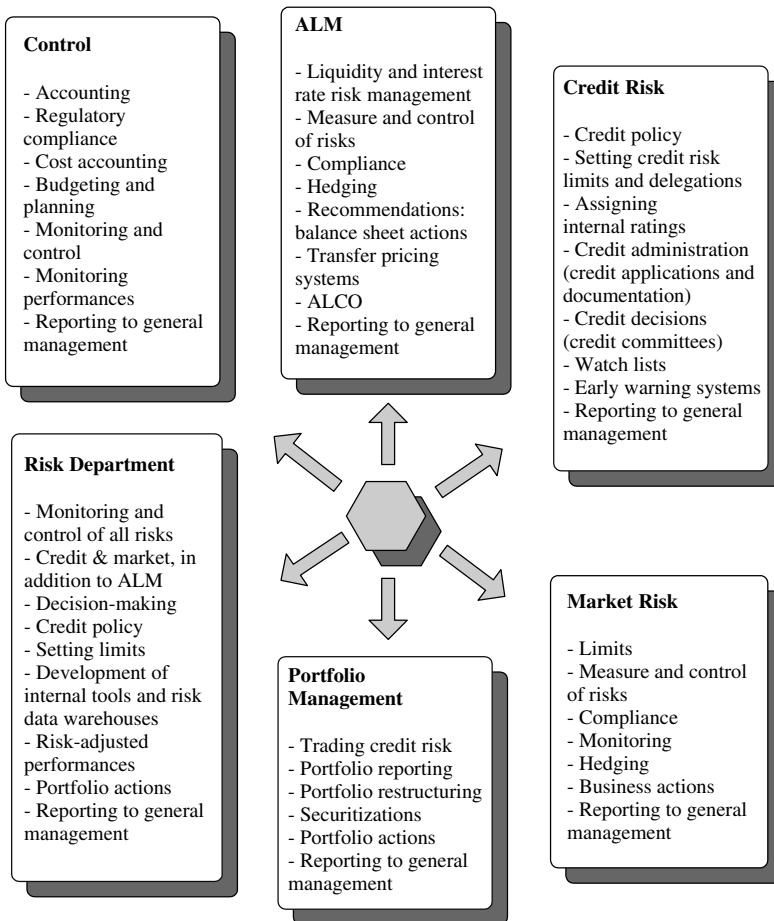 Control
- Accounting
- Regulatory
compliance
- Cost accounting
- Budgeting and
planning
- Monitoring and
control
- Monitoring
performances
- Reporting to general
management
ALM
- Liquidity and interest
rate risk management
- Measure and control
of risks
- Compliance
- Hedging
- Recommendations:
balance sheet actions
- Transfer pricing
systems
- ALCO
- Reporting to general
management
Credit Risk
- Credit policy
- Setting credit risk
limits and delegations
- Assigning
internal ratings
- Credit administration
(credit applications and
documentation)
- Credit decisions
(credit committees)
- Watch lists
- Early warning systems
- Reporting to general
management
Risk Department
- Monitoring and
control of all risks
- Credit & market, in
addition to ALM
- Decision-making
- Credit policy
- Setting limits
- Development of
internal tools and risk
data warehouses
- Risk-adjusted
performances
- Portfolio actions
- Reporting to general
management
Portfolio
Management
- Trading credit risk
- Portfolio reporting
- Portfolio restructuring
- Securitizations
- Portfolio actions
- Reporting to general
management
Market Risk
- Limits
- Measure and control
of risks
- Compliance
- Monitoring
- Hedging
- Business actions
- Reporting to general
management